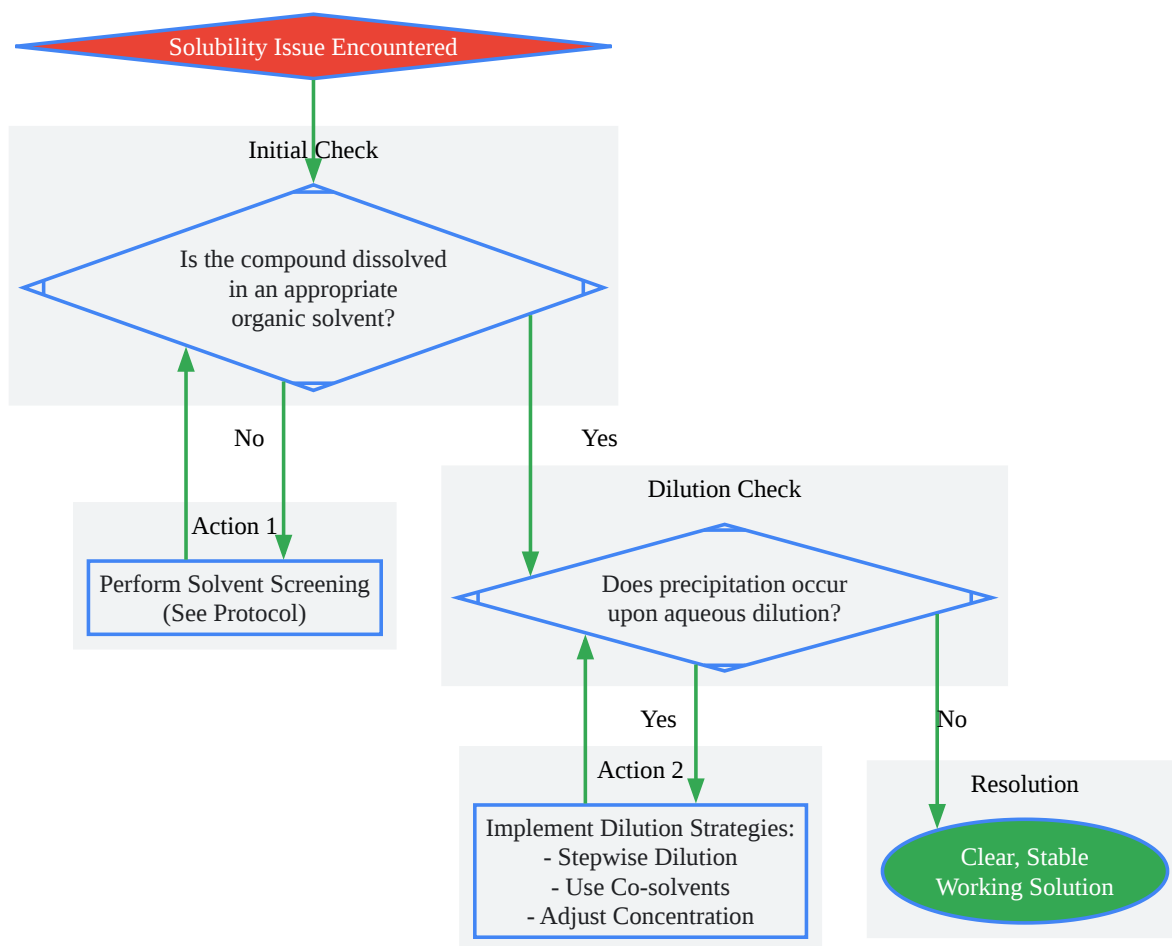 Solubility Issue Encountered
Initial Check
Is the compound dissolved
in an appropriate
organic solvent?
No
Yes
Action 1
Perform Solvent Screening
(See Protocol)
Dilution Check
Does precipitation occur
upon aqueous dilution?
Yes
No
Action 2
Implement Dilution Strategies:
- Stepwise Dilution
- Use Co-solvents
- Adjust Concentration
Resolution
Clear, Stable
Working Solution